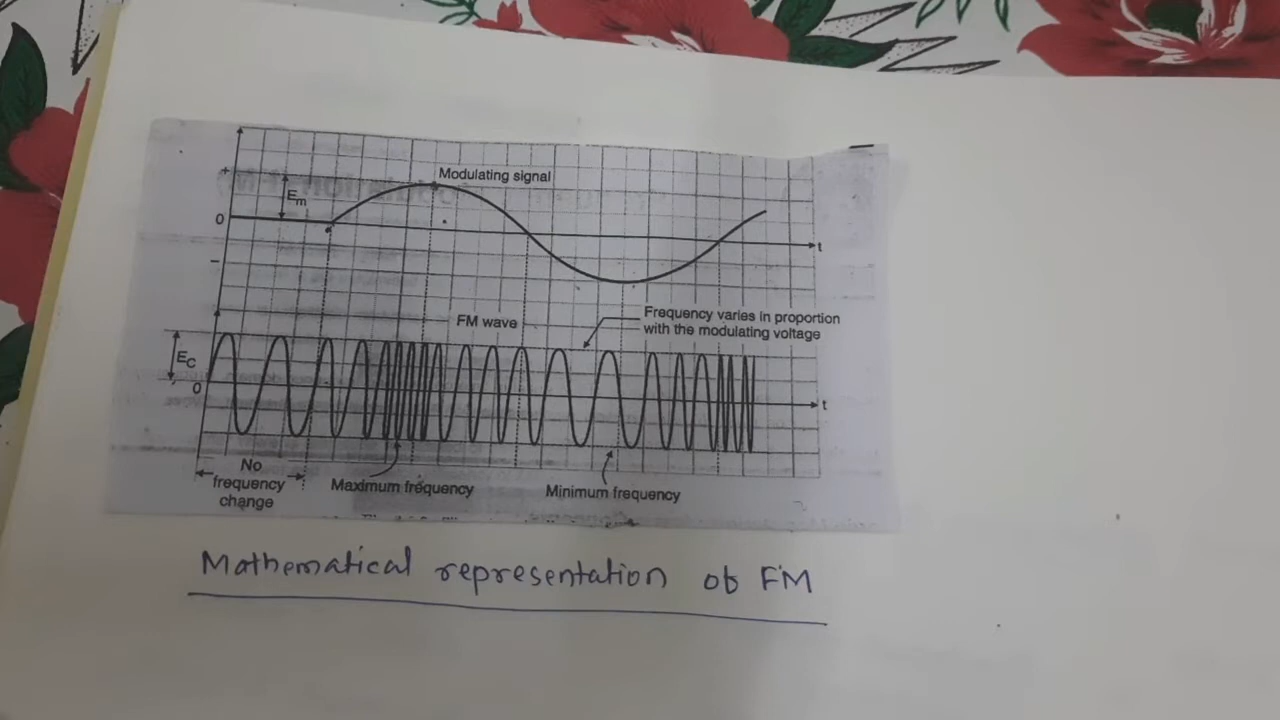 +
Modulating signal
Em
0
t
−
FM wave
Frequency varies in proportion
with the modulating voltage
EC
0
t
No
frequency
change
Maximum frequency
Minimum frequency
Mathematical representation of FM